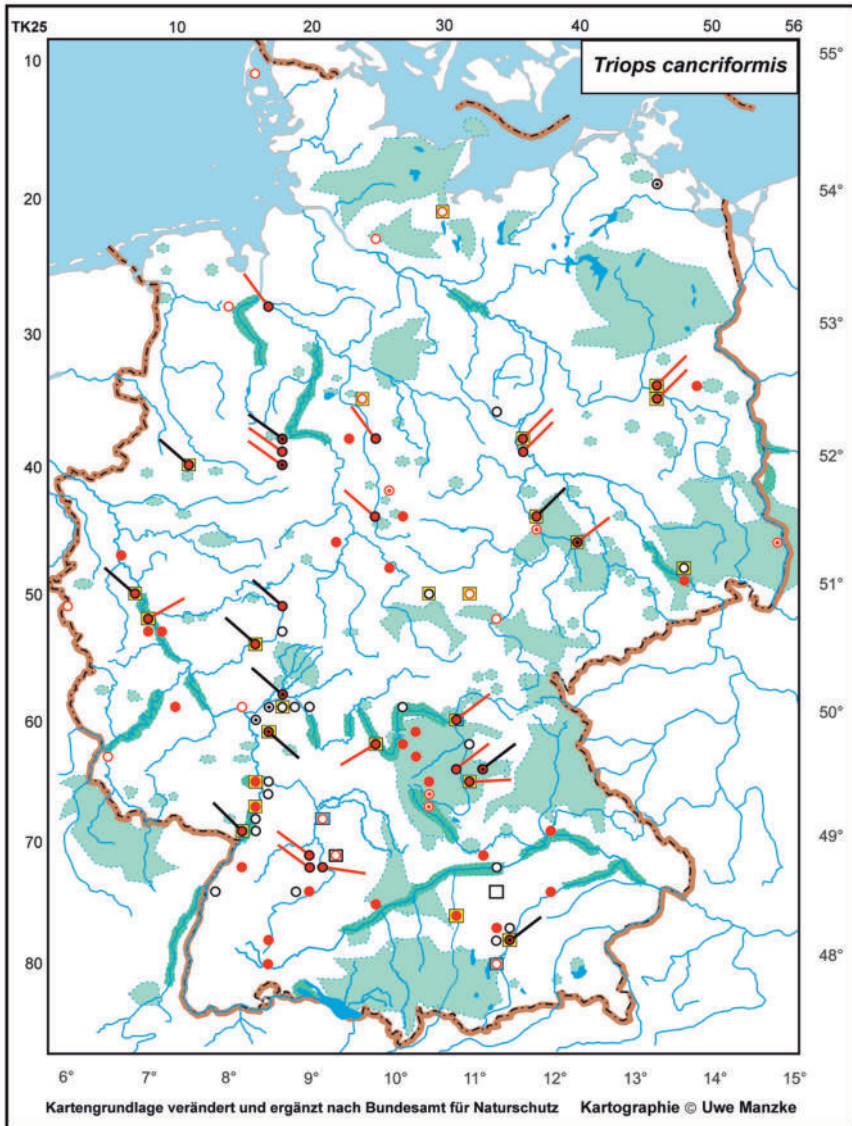 TK25 10 20 30 40 50 56
Triops cancriformis
10 55°
20 54°
30 53°
40 52°
50 51°
60 50°
70 49°
80 48°
6° 7° 8° 9° 10° 11° 12° 13° 14° 15°
Kartengrundlage verändert und ergänzt nach Bundesamt für Naturschutz Kartographie © Uwe Manzke